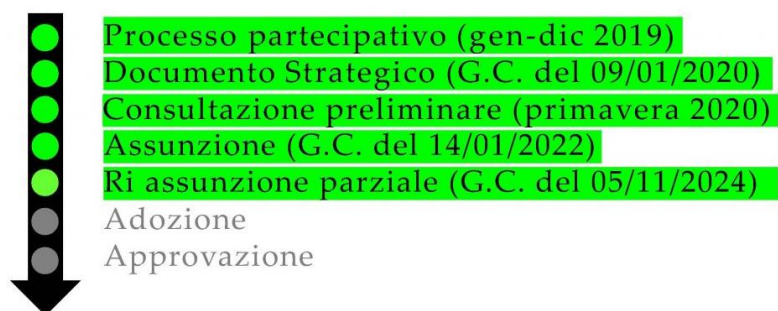 Processo partecipativo (gen-dic 2019)
Documento Strategico (G.C. del 09/01/2020)
Consultazione preliminare (primavera 2020)
Assunzione (G.C. del 14/01/2022)
Ri assunzione parziale (G.C. del 05/11/2024)
Adozione
Approvazione